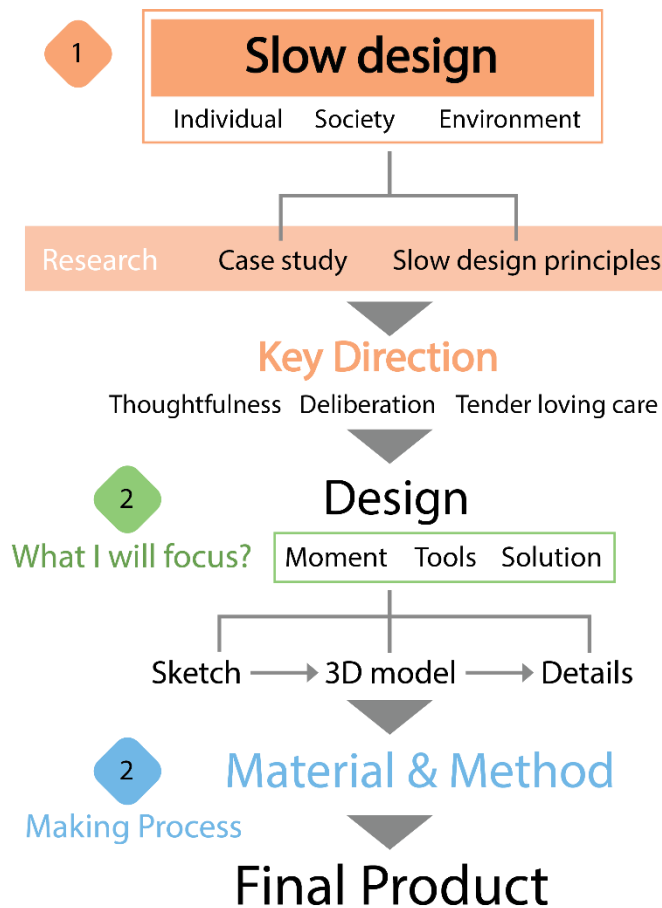 1
Slow design
Individual Society Environment
Research Case study Slow design principles
Key Direction
Thoughtfulness Deliberation Tender loving care
2
Design
What I will focus? Moment Tools Solution
Sketch 3D model Details
2
Material & Method
Making Process
Final Product